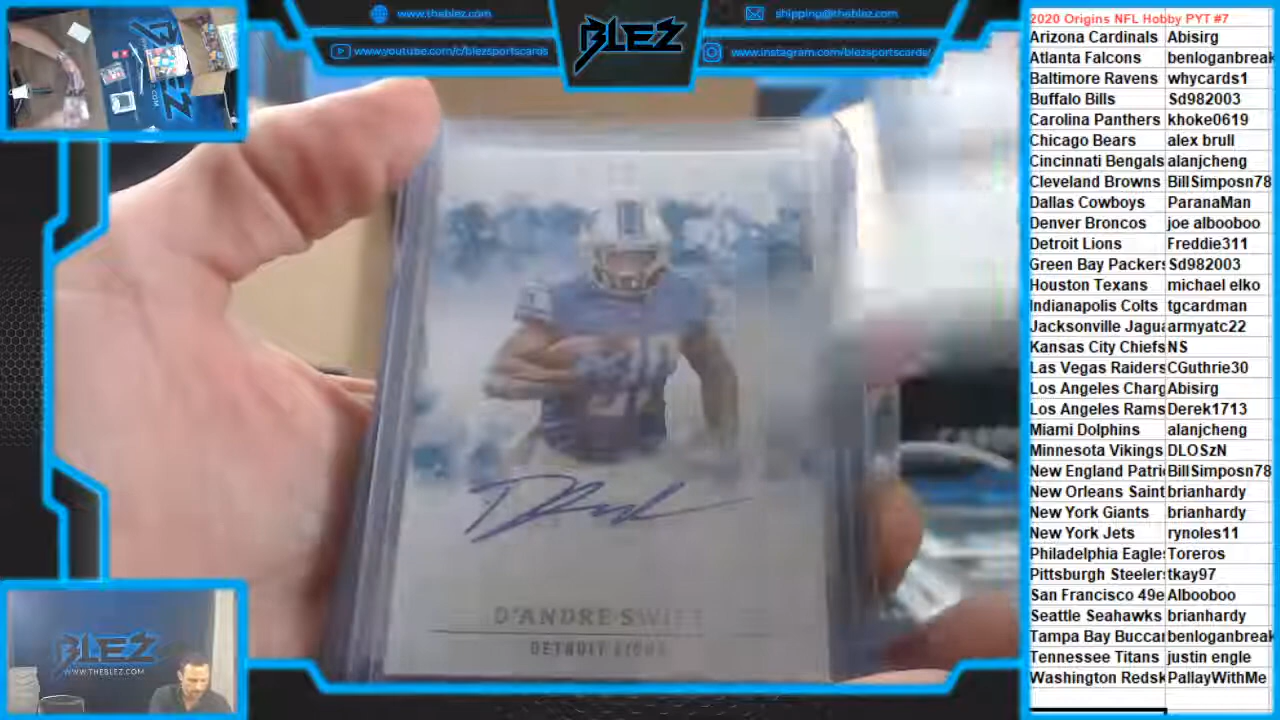 www.theblez.com
shipping@theblez.com
www.youtube.com/c/blezsportscards
www.instagram.com/blezsportscards/
BLEZ
D'ANDRE SWIFT
DETROIT LIONS
BLEZ
WWW.THEBLEZ.COM
2020 Origins NFL Hobby PYT #7
Arizona Cardinals Abisirg
Atlanta Falcons benloganbreak
Baltimore Ravens whycards1
Buffalo Bills Sd982003
Carolina Panthers khoke0619
Chicago Bears alex brull
Cincinnati Bengals alanjcheng
Cleveland Browns BillSimposn78
Dallas Cowboys ParanaMan
Denver Broncos joe albooboo
Detroit Lions Freddie311
Green Bay Packers Sd982003
Houston Texans michael elko
Indianapolis Colts tgcardman
Jacksonville Jagua armyatc22
Kansas City Chiefs NS
Las Vegas Raiders CGuthrie30
Los Angeles Charg Abisirg
Los Angeles Rams Derek1713
Miami Dolphins alanjcheng
Minnesota Vikings DLOSzN
New England Patri BillSimposn78
New Orleans Saint brianhardy
New York Giants brianhardy
New York Jets rynoles11
Philadelphia Eagle Toreros
Pittsburgh Steelers tkay97
San Francisco 49e Albooboo
Seattle Seahawks brianhardy
Tampa Bay Buccar benloganbreak
Tennessee Titans justin engle
Washington Redsk PallayWithMe